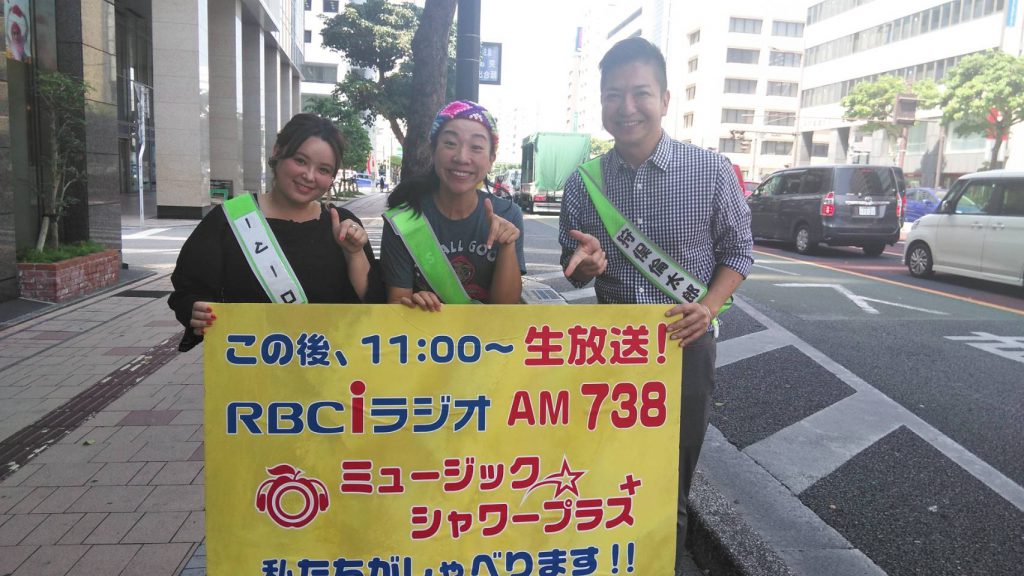 この後、11:00～ 生放送!
RBCiラジオ AM 738
ミュージック
シャワープラス+
私たちがしゃべります!!